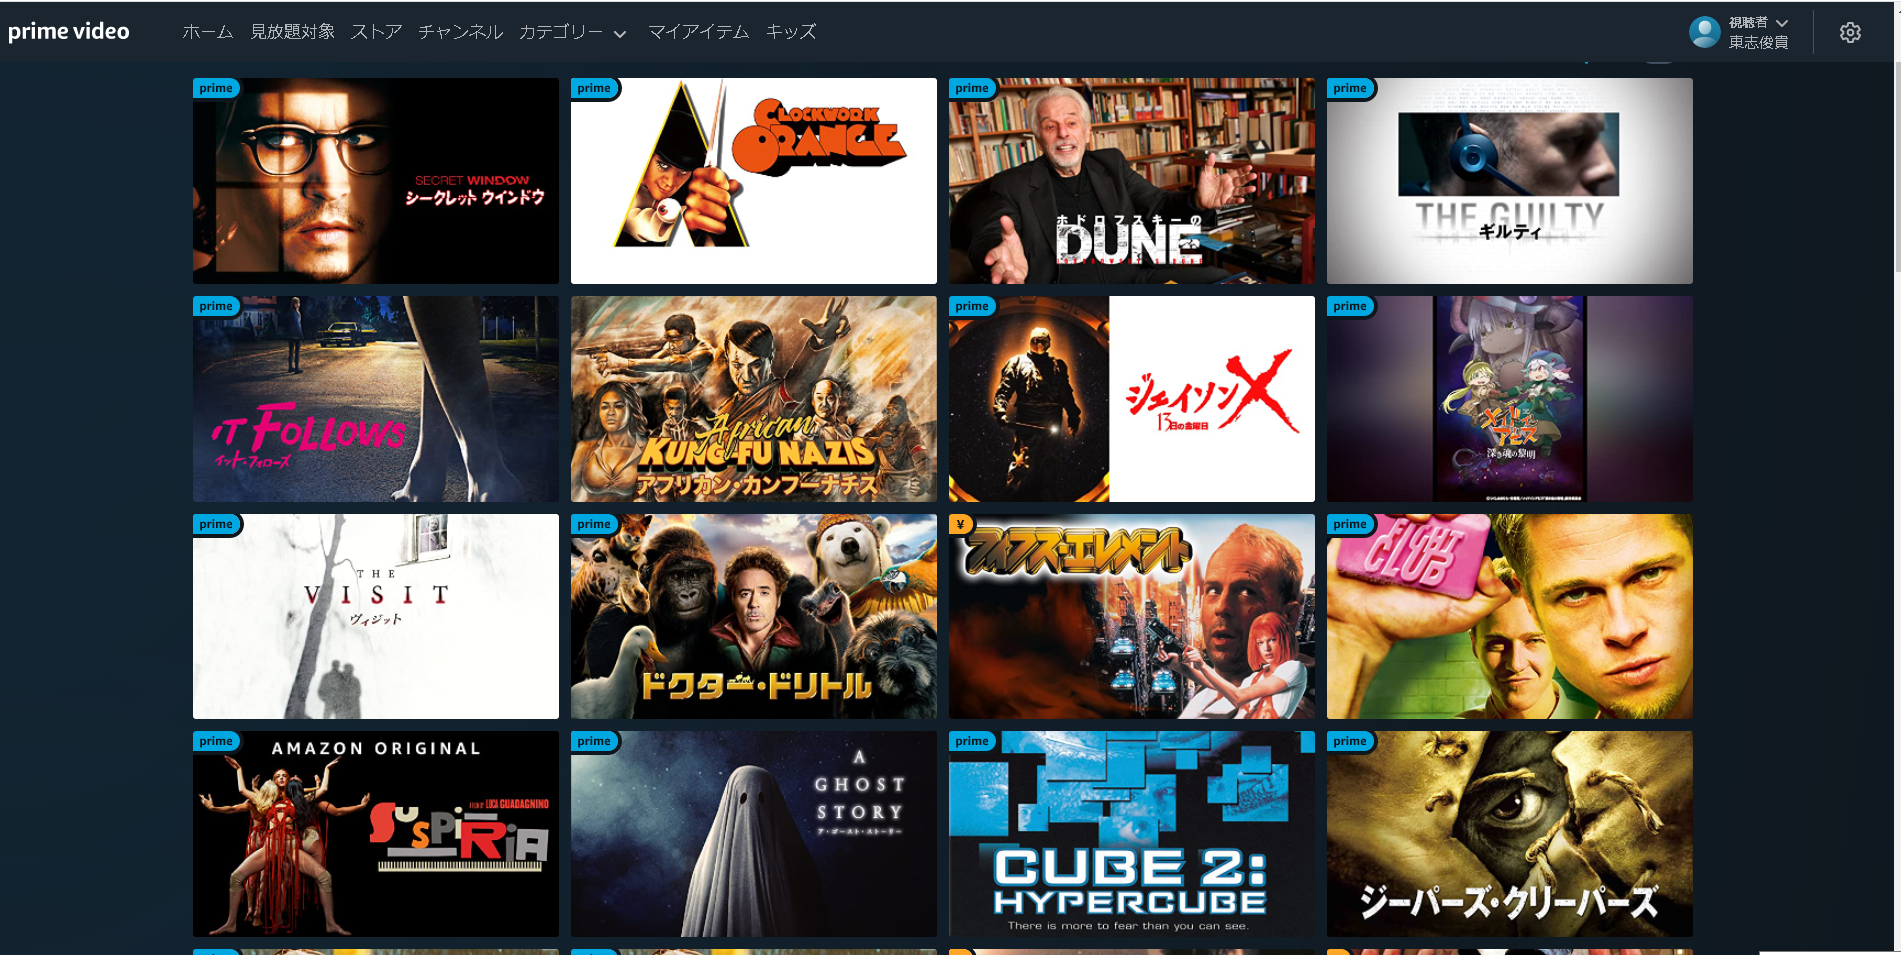 prime video
ホーム 見放題対象 ストア チャンネル カテゴリー マイアイテム キッズ
視聴者
東志俊貴
prime
SECRET WINDOW
シークレット ウインドウ
prime
CLOCKWORK
ORANGE
prime
ホドロフスキーの
DUNE
JODOROWSKY'S DUNE
prime
THE GUILTY
ギルティ
prime
IT FOLLOWS
イット・フォローズ
African
KUNG-FU NAZIS
アフリカン・カンフーナチス
prime
ジェイソンX
13日の金曜日
prime
メイドインアビス
深き魂の黎明
prime
THE
VISIT
ヴィジット
prime
ドクター・ドリトル
¥
フィフス・エレメント
prime
FIGHT
CLUB
prime
AMAZON ORIGINAL
A FILM BY LUCA GUADAGNINO
SUSPIRIA
prime
A
GHOST
STORY
ア・ゴースト・ストーリー
prime
CUBE 2:
HYPERCUBE
There is more to fear than you can see.
prime
ジーパーズ・クリーパーズ
prime
prime